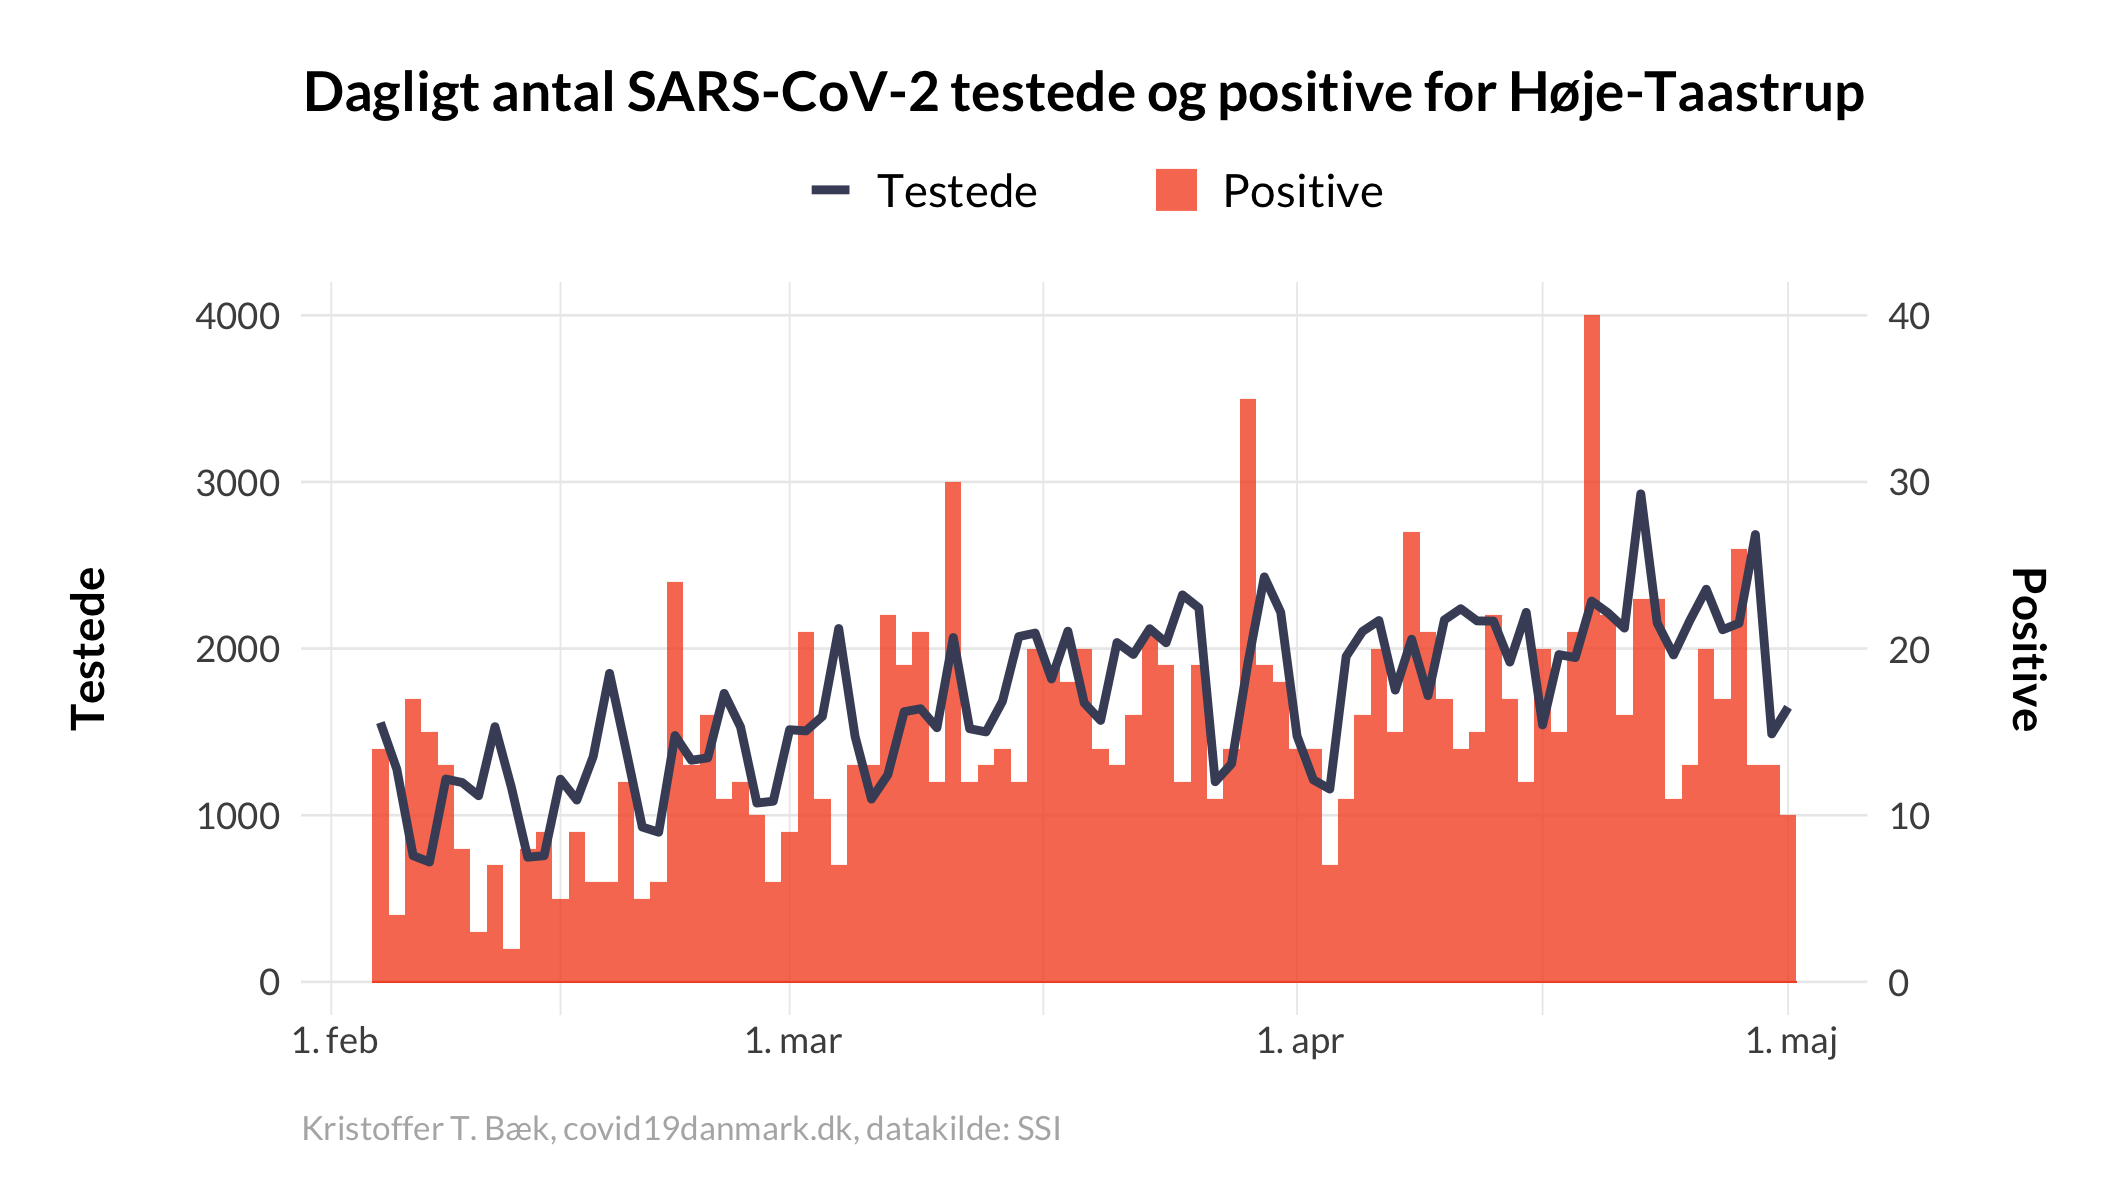 Dagligt antal SARS-CoV-2 testede og positive for Høje-Taastrup
Testede Positive
4000 40
3000 30
2000 20
1000 10
0 0
Testede
Positive
1. feb 1. mar 1. apr 1. maj
Kristoffer T. Bæk, covid19danmark.dk, datakilde: SSI